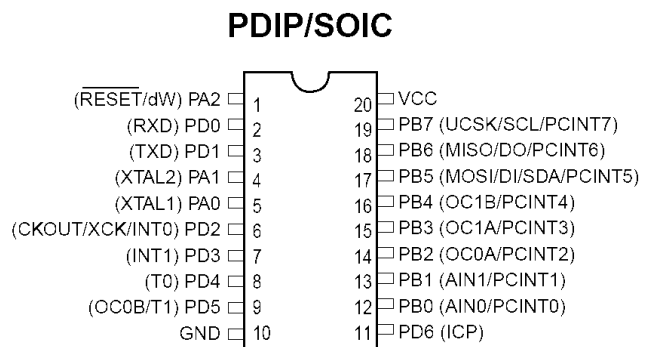 PDIP/SOIC
(RESET/dW) PA2 1 20 VCC
(RXD) PD0 2 19 PB7 (UCSK/SCL/PCINT7)
(TXD) PD1 3 18 PB6 (MISO/DO/PCINT6)
(XTAL2) PA1 4 17 PB5 (MOSI/DI/SDA/PCINT5)
(XTAL1) PA0 5 16 PB4 (OC1B/PCINT4)
(CKOUT/XCK/INT0) PD2 6 15 PB3 (OC1A/PCINT3)
(INT1) PD3 7 14 PB2 (OC0A/PCINT2)
(T0) PD4 8 13 PB1 (AIN1/PCINT1)
(OC0B/T1) PD5 9 12 PB0 (AIN0/PCINT0)
GND 10 11 PD6 (ICP)